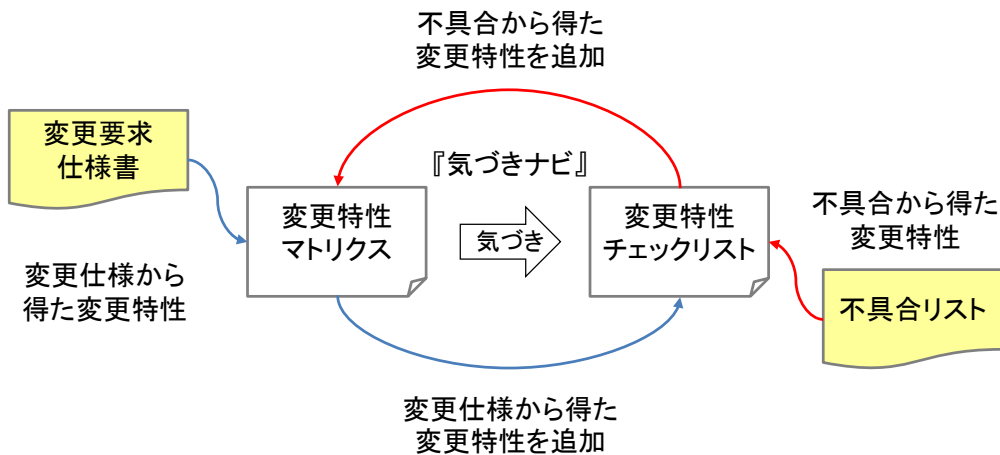 不具合から得た
変更特性を追加
変更要求
仕様書
『気づきナビ』
変更特性
マトリクス
気づき
変更特性
チェックリスト
不具合から得た
変更特性
変更仕様から
得た変更特性
不具合リスト
変更仕様から得た
変更特性を追加